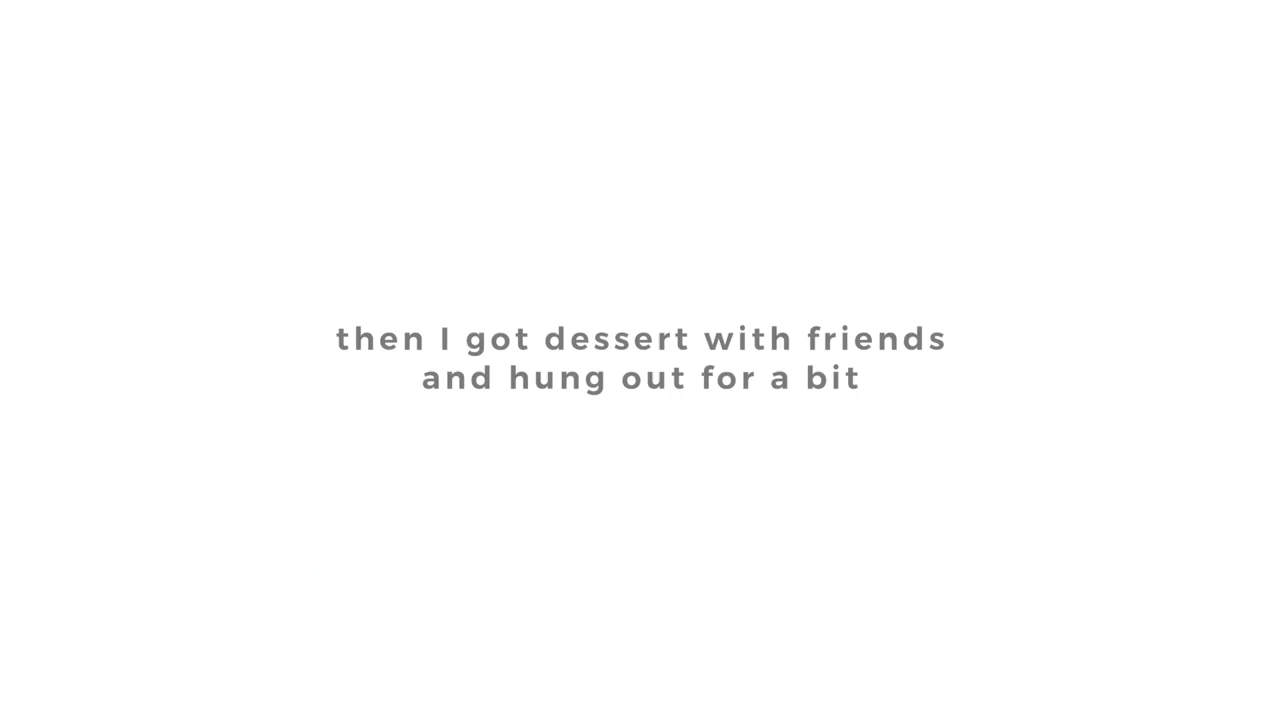 then I got dessert with friends
and hung out for a bit